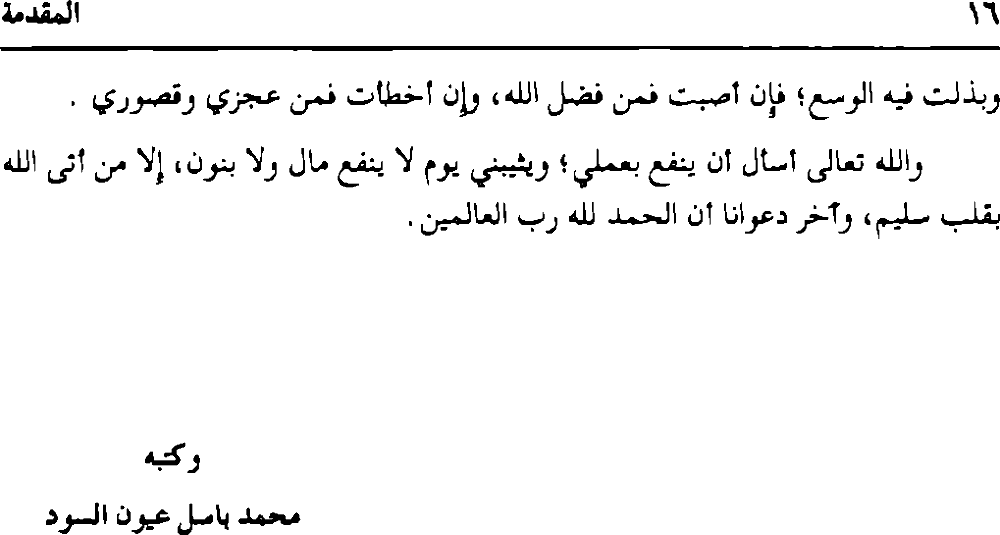 ١٦ المقدمة
وبذلت فيه الوسع؛ فإن أصبت فمن فضل الله، وإن أخطأت فمن عجزي وقصوري .
والله تعالى أسأل أن ينفع بعملي؛ ويثيبني يوم لا ينفع مال ولا بنون، إلا من أتى الله
بقلب سليم، وآخر دعوانا أن الحمد لله رب العالمين.
وكتبه
محمد باسل عيون السود